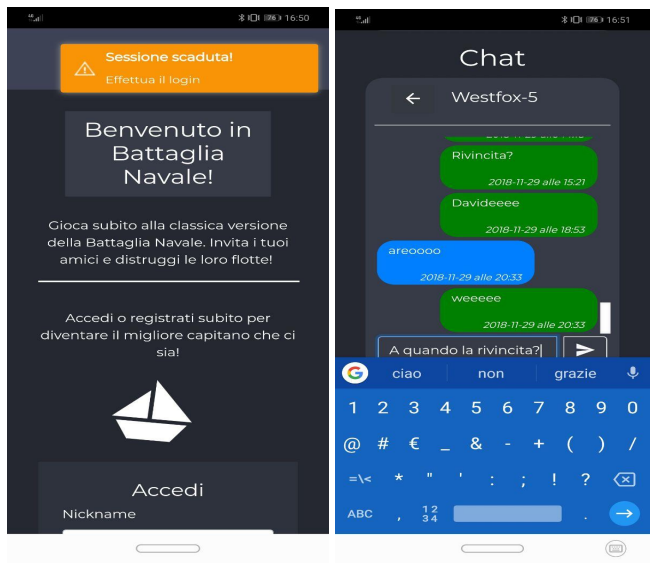 16:50
76
Sessione scaduta!
Effettua il login
Benvenuto in
Battaglia
Navale!
Gioca subito alla classica versione
della Battaglia Navale. Invita i tuoi
amici e distruggi le loro flotte!
Accedi o registrati subito per
diventare il migliore capitano che ci
sia!
Accedi
Nickname
76
16:51
Chat
Westfox-5
Rivincita?
2018-11-29 alle 15:21
Davideeee
2018-11-29 alle 18:53
areoooo
2018-11-29 alle 20:33
weeeee
2018-11-29 alle 20:33
A quando la rivincita?
G ciao non grazie
1 2 3 4 5 6 7 8 9 0
@ # € _ & - + ( ) /
=\< * " ' : ; ! ?
ABC , 12 34 .